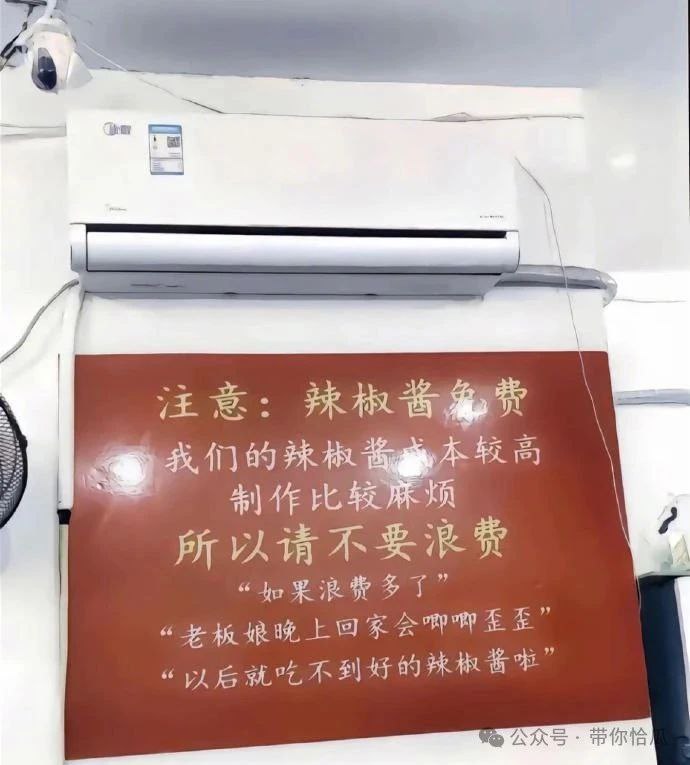 注意：辣椒酱免费
我们的辣椒酱成本较高
制作比较麻烦
所以请不要浪费
“如果浪费多了”
“老板娘晚上回家会唧唧歪歪”
“以后就吃不到好的辣椒酱啦”
公众号·带你恰瓜